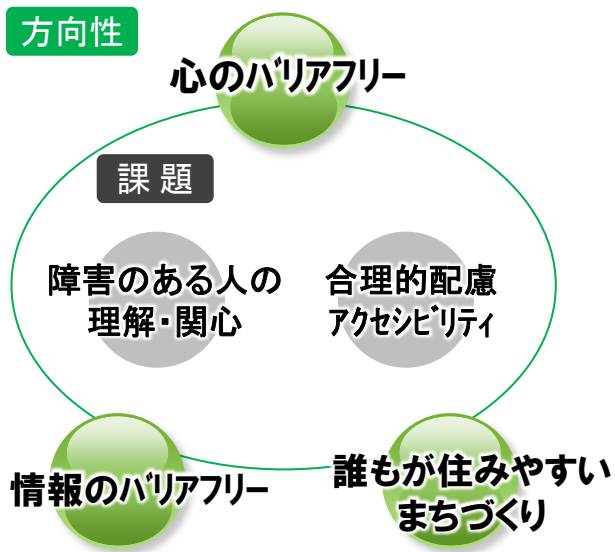 方向性
心のバリアフリー
課 題
障害のある人の
理解・関心
合理的配慮
アクセシビリティ
情報のバリアフリー
誰もが住みやすい
まちづくり